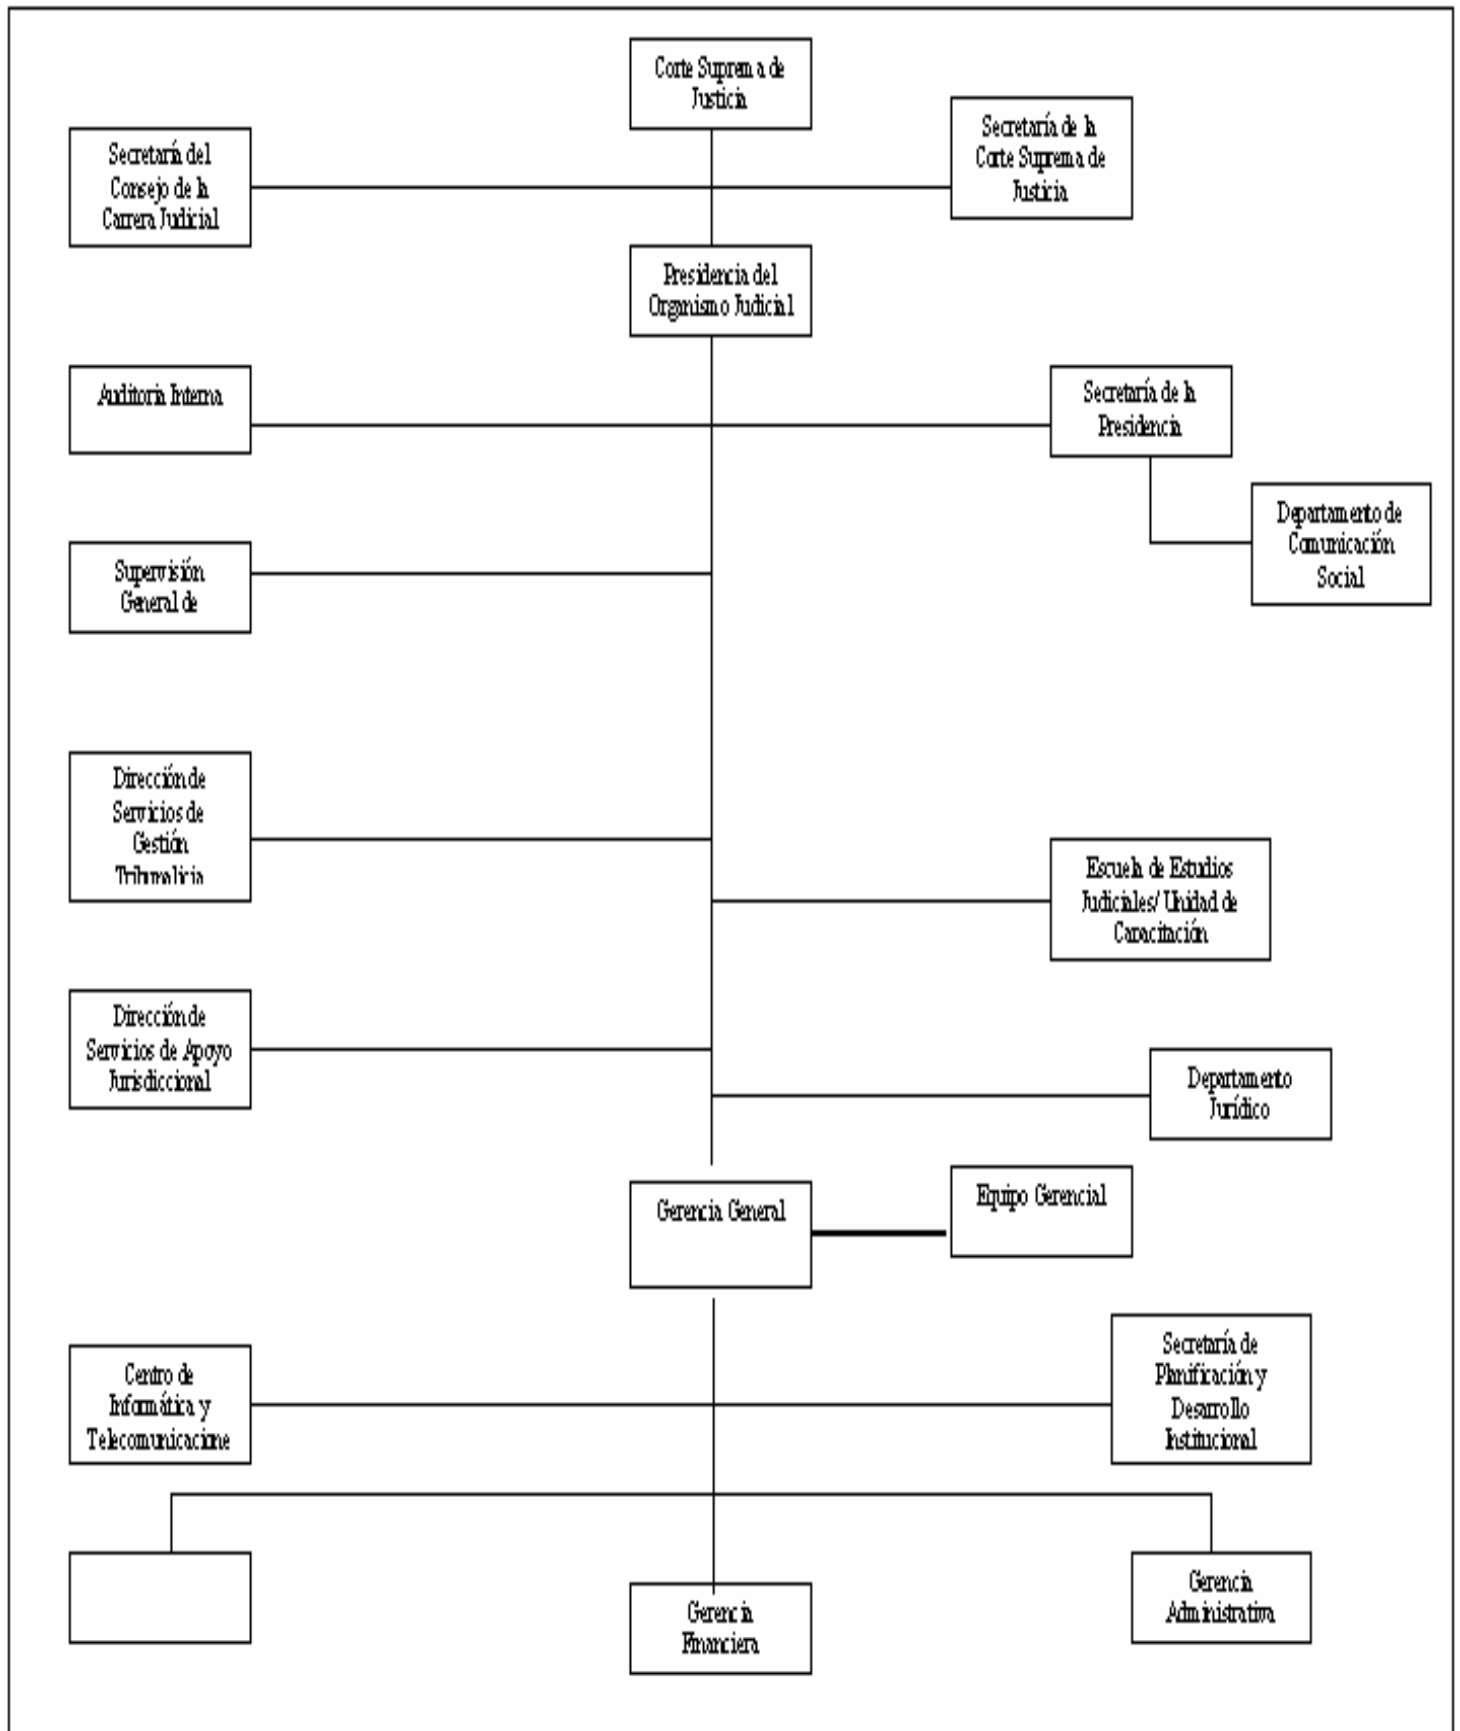 Corte Suprema de
Justicia
Secretaría de la
Corte Suprema de
Justicia
Secretaría del
Consejo de la
Carrera Judicial
Presidencia del
Organismo Judicial
Auditoria Interna
Secretaría de la
Presidencia
Departamento de
Comunicación
Social
Supervisión
General de
Dirección de
Servicios de
Gestión
Tribunalicia
Escuela de Estudios
Judiciales/ Unidad de
Capacitación
Dirección de
Servicios de Apoyo
Jurisdiccional
Departamento
Jurídico
Gerencia General
Equipo Gerencial
Centro de
Informática y
Telecomunicacione
Secretaría de
Planificación y
Desarrollo
Institucional
Gerencia
Financiera
Gerencia
Administrativa